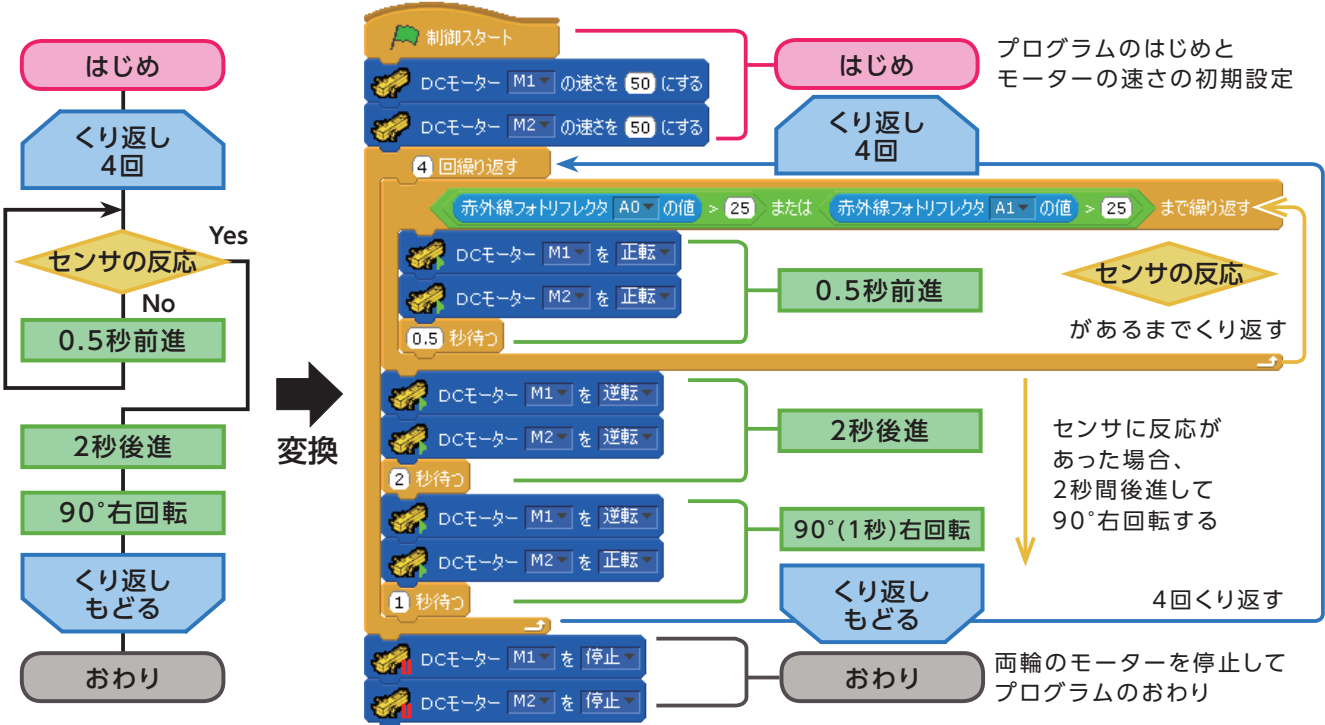 はじめ
くり返し
4回
センサの反応
Yes
No
0.5秒前進
2秒後進
90°右回転
くり返し
もどる
おわり
変換
制御スタート
DCモーター M1 の速さを 50 にする
DCモーター M2 の速さを 50 にする
4 回繰り返す
赤外線フォトリフレクタ A0 の値 > 25 または 赤外線フォトリフレクタ A1 の値 > 25 まで繰り返す
DCモーター M1 を 正転
DCモーター M2 を 正転
0.5 秒待つ
DCモーター M1 を 逆転
DCモーター M2 を 逆転
2 秒待つ
DCモーター M1 を 逆転
DCモーター M2 を 正転
1 秒待つ
DCモーター M1 を 停止
DCモーター M2 を 停止
はじめ
プログラムのはじめと
モーターの速さの初期設定
くり返し
4回
0.5秒前進
センサの反応
があるまでくり返す
2秒後進
センサに反応が
あった場合、
2秒間後進して
90°右回転する
90°(1秒)右回転
くり返し
もどる
4回くり返す
おわり
両輪のモーターを停止して
プログラムのおわり